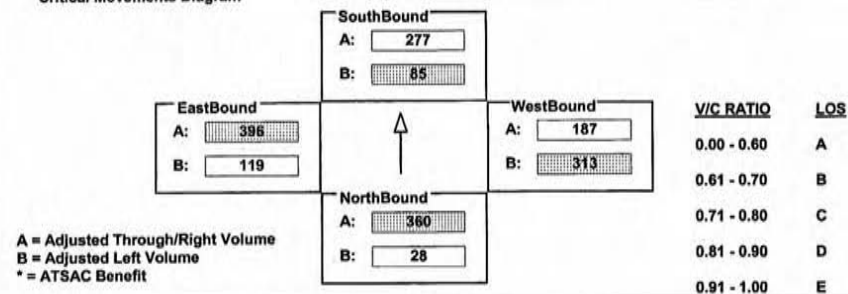 Critical Movements Diagram
SouthBound
A: 277
B: 85
EastBound
A: 396
B: 119
WestBound
A: 187
B: 313
NorthBound
A: 360
B: 28
A = Adjusted Through/Right Volume
B = Adjusted Left Volume
* = ATSAC Benefit
V/C RATIO LOS
0.00 - 0.60 A
0.61 - 0.70 B
0.71 - 0.80 C
0.81 - 0.90 D
0.91 - 1.00 E